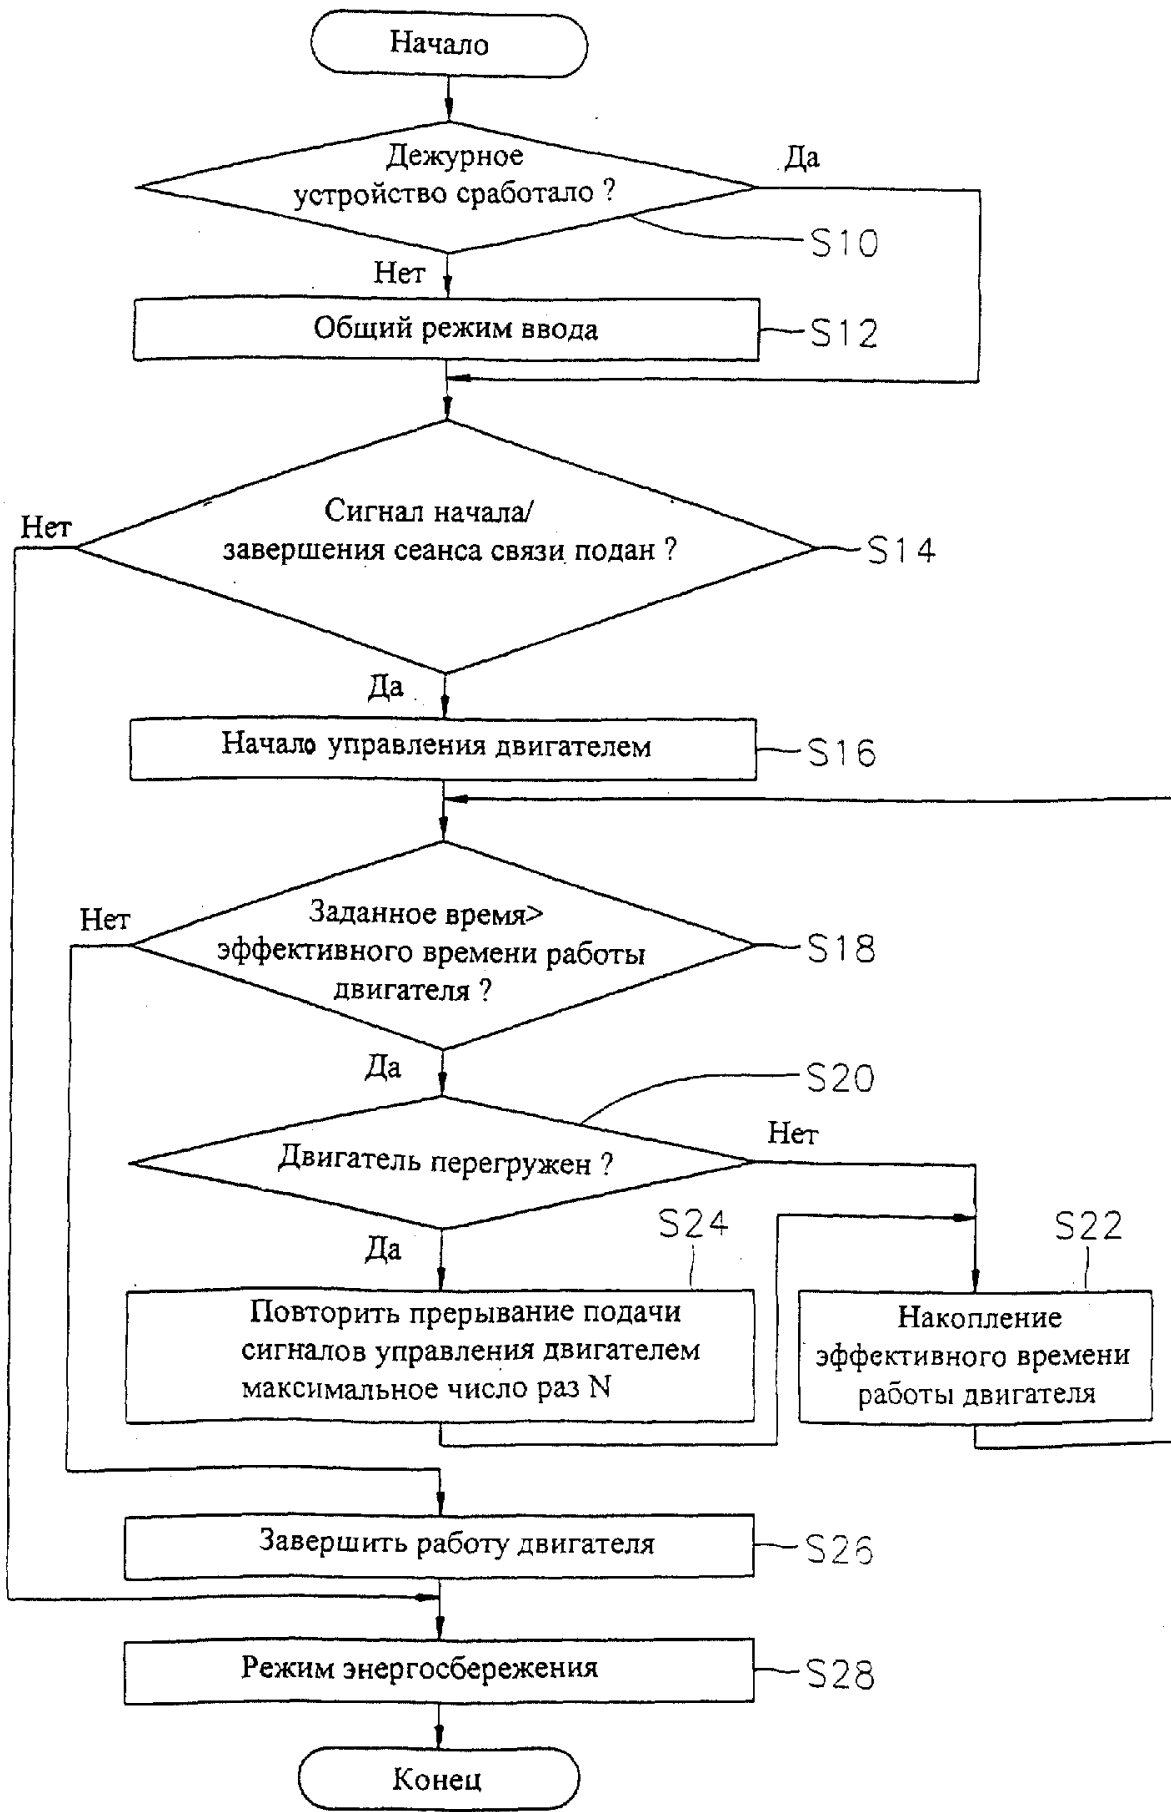 Начало
Дежурное
устройство сработало ?
Да
S10
Нет
Общий режим ввода
S12
Сигнал начала/
завершения сеанса связи подан ?
Нет
S14
Да
Начало управления двигателем
S16
Заданное время>
эффективного времени работы
двигателя ?
Нет
S18
Да
S20
Двигатель перегружен ?
Нет
Да
S24
S22
Повторить прерывание подачи
сигналов управления двигателем
максимальное число раз N
Накопление
эффективного времени
работы двигателя
Завершить работу двигателя
S26
Режим энергосбережения
S28
Конец